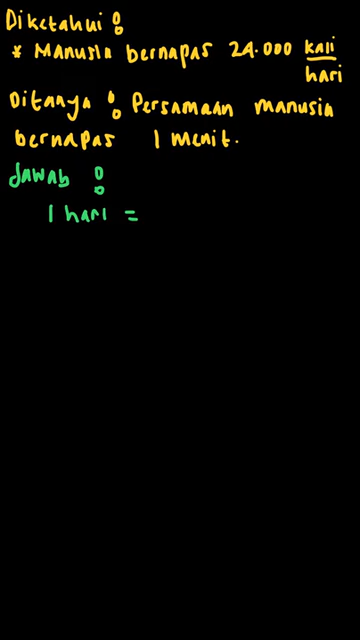 Diketahui :
* Manusia bernapas 24.000 kali
hari
Ditanya : Persamaan manusia
bernapas 1 menit.
Jawab :
1 hari =